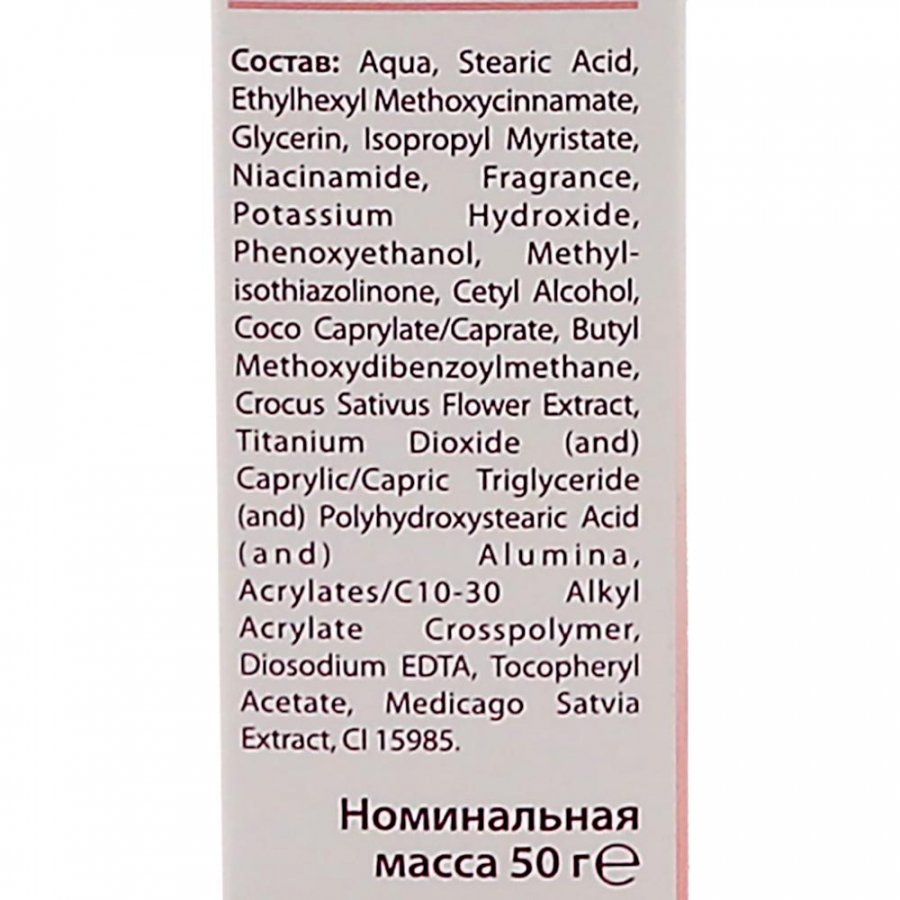 Состав: Aqua, Stearic Acid,
Ethylhexyl Methoxycinnamate,
Glycerin, Isopropyl Myristate,
Niacinamide, Fragrance,
Potassium Hydroxide,
Phenoxyethanol, Methyl-
isothiazolinone, Cetyl Alcohol,
Coco Caprylate/Caprate, Butyl
Methoxydibenzoylmethane,
Crocus Sativus Flower Extract,
Titanium Dioxide (and)
Caprylic/Capric Triglyceride
(and) Polyhydroxystearic Acid
(and) Alumina,
Acrylates/C10-30 Alkyl
Acrylate Crosspolymer,
Diosodium EDTA, Tocopheryl
Acetate, Medicago Satvia
Extract, CI 15985.
Номинальная
масса 50 г℮